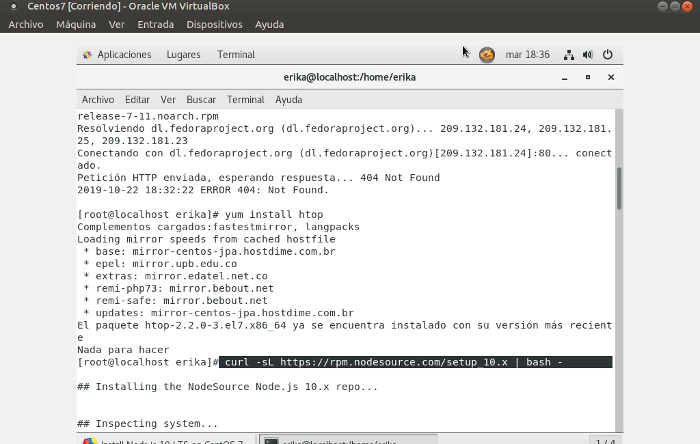 Centos7 [Corriendo] - Oracle VM VirtualBox
Archivo Máquina Ver Entrada Dispositivos Ayuda
Aplicaciones Lugares Terminal mar 18:36
erika@localhost:/home/erika
Archivo Editar Ver Buscar Terminal Ayuda
release-7-11.noarch.rpm
Resolviendo dl.fedoraproject.org (dl.fedoraproject.org)... 209.132.181.24, 209.132.181.
25, 209.132.181.23
Conectando con dl.fedoraproject.org (dl.fedoraproject.org)[209.132.181.24]:80... conect
ado.
Petición HTTP enviada, esperando respuesta... 404 Not Found
2019-10-22 18:32:22 ERROR 404: Not Found.
[root@localhost erika]# yum install htop
Complementos cargados:fastestmirror, langpacks
Loading mirror speeds from cached hostfile
* base: mirror-centos-jpa.hostdime.com.br
* epel: mirror.upb.edu.co
* extras: mirror.edatel.net.co
* remi-php73: mirror.bebout.net
* remi-safe: mirror.bebout.net
* updates: mirror-centos-jpa.hostdime.com.br
El paquete htop-2.2.0-3.el7.x86_64 ya se encuentra instalado con su versión más recient
e
Nada para hacer
[root@localhost erika]# curl -sL https://rpm.nodesource.com/setup_10.x | bash -
## Installing the NodeSource Node.js 10.x repo...
## Inspecting system...
Install Node.js 10 LTS on CentOS 7 erika@localhost:/home/erika 1 / 4